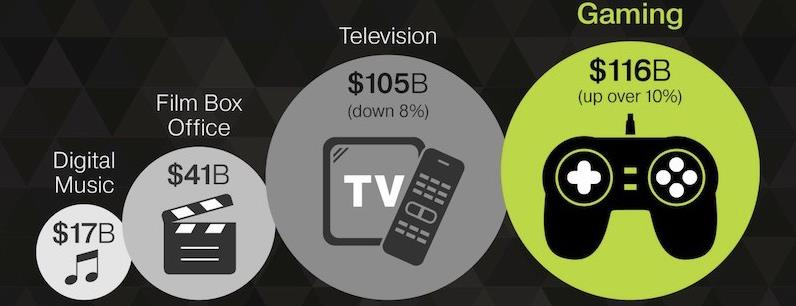 Digital
Music
$17B
Film Box
Office
$41B
Television
$105B
(down 8%)
TV
Gaming
$116B
(up over 10%)